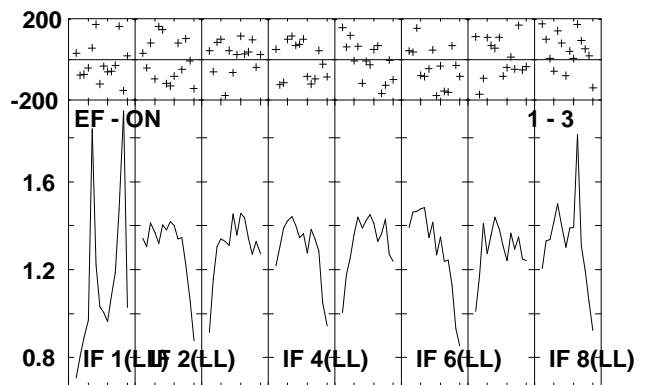 200
-200
EF - ON 1 - 3
1.6
1.2
0.8
IF 1(LL) IF 2(LL) IF 4(LL) IF 6(LL) IF 8(LL)